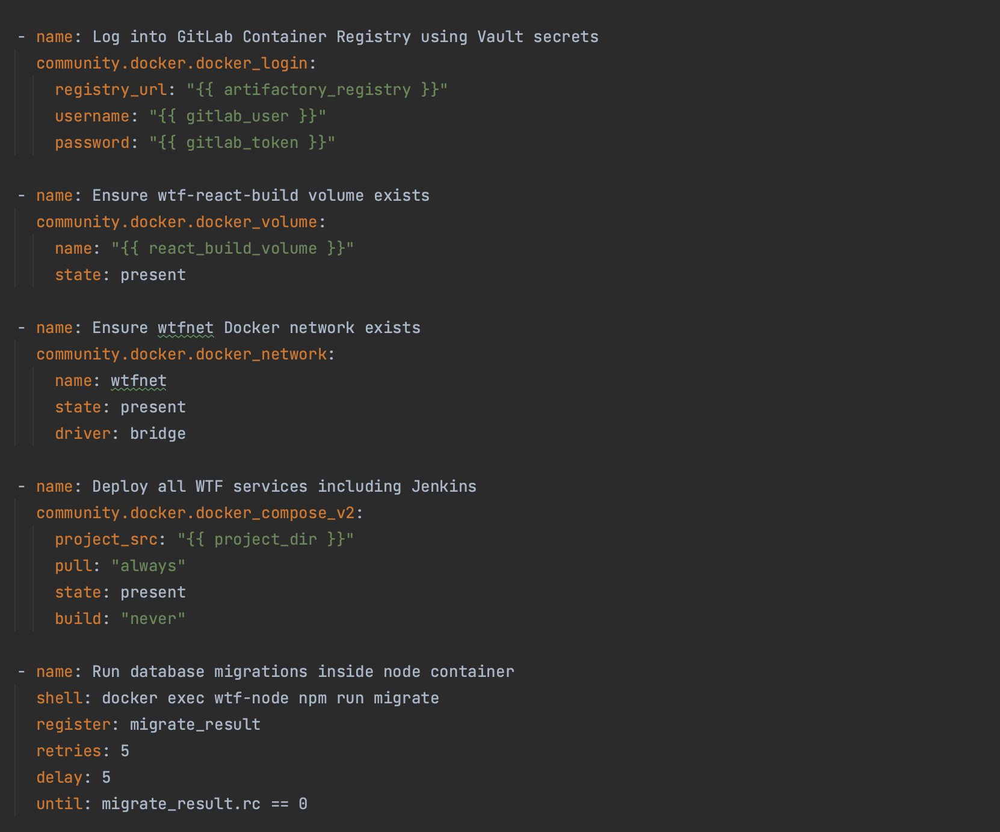 - name: Log into GitLab Container Registry using Vault secrets
  community.docker.docker_login:
    registry_url: "{{ artifactory_registry }}"
    username: "{{ gitlab_user }}"
    password: "{{ gitlab_token }}"

- name: Ensure wtf-react-build volume exists
  community.docker.docker_volume:
    name: "{{ react_build_volume }}"
    state: present

- name: Ensure wtfnet Docker network exists
  community.docker.docker_network:
    name: wtfnet
    state: present
    driver: bridge

- name: Deploy all WTF services including Jenkins
  community.docker.docker_compose_v2:
    project_src: "{{ project_dir }}"
    pull: "always"
    state: present
    build: "never"

- name: Run database migrations inside node container
  shell: docker exec wtf-node npm run migrate
  register: migrate_result
  retries: 5
  delay: 5
  until: migrate_result.rc == 0